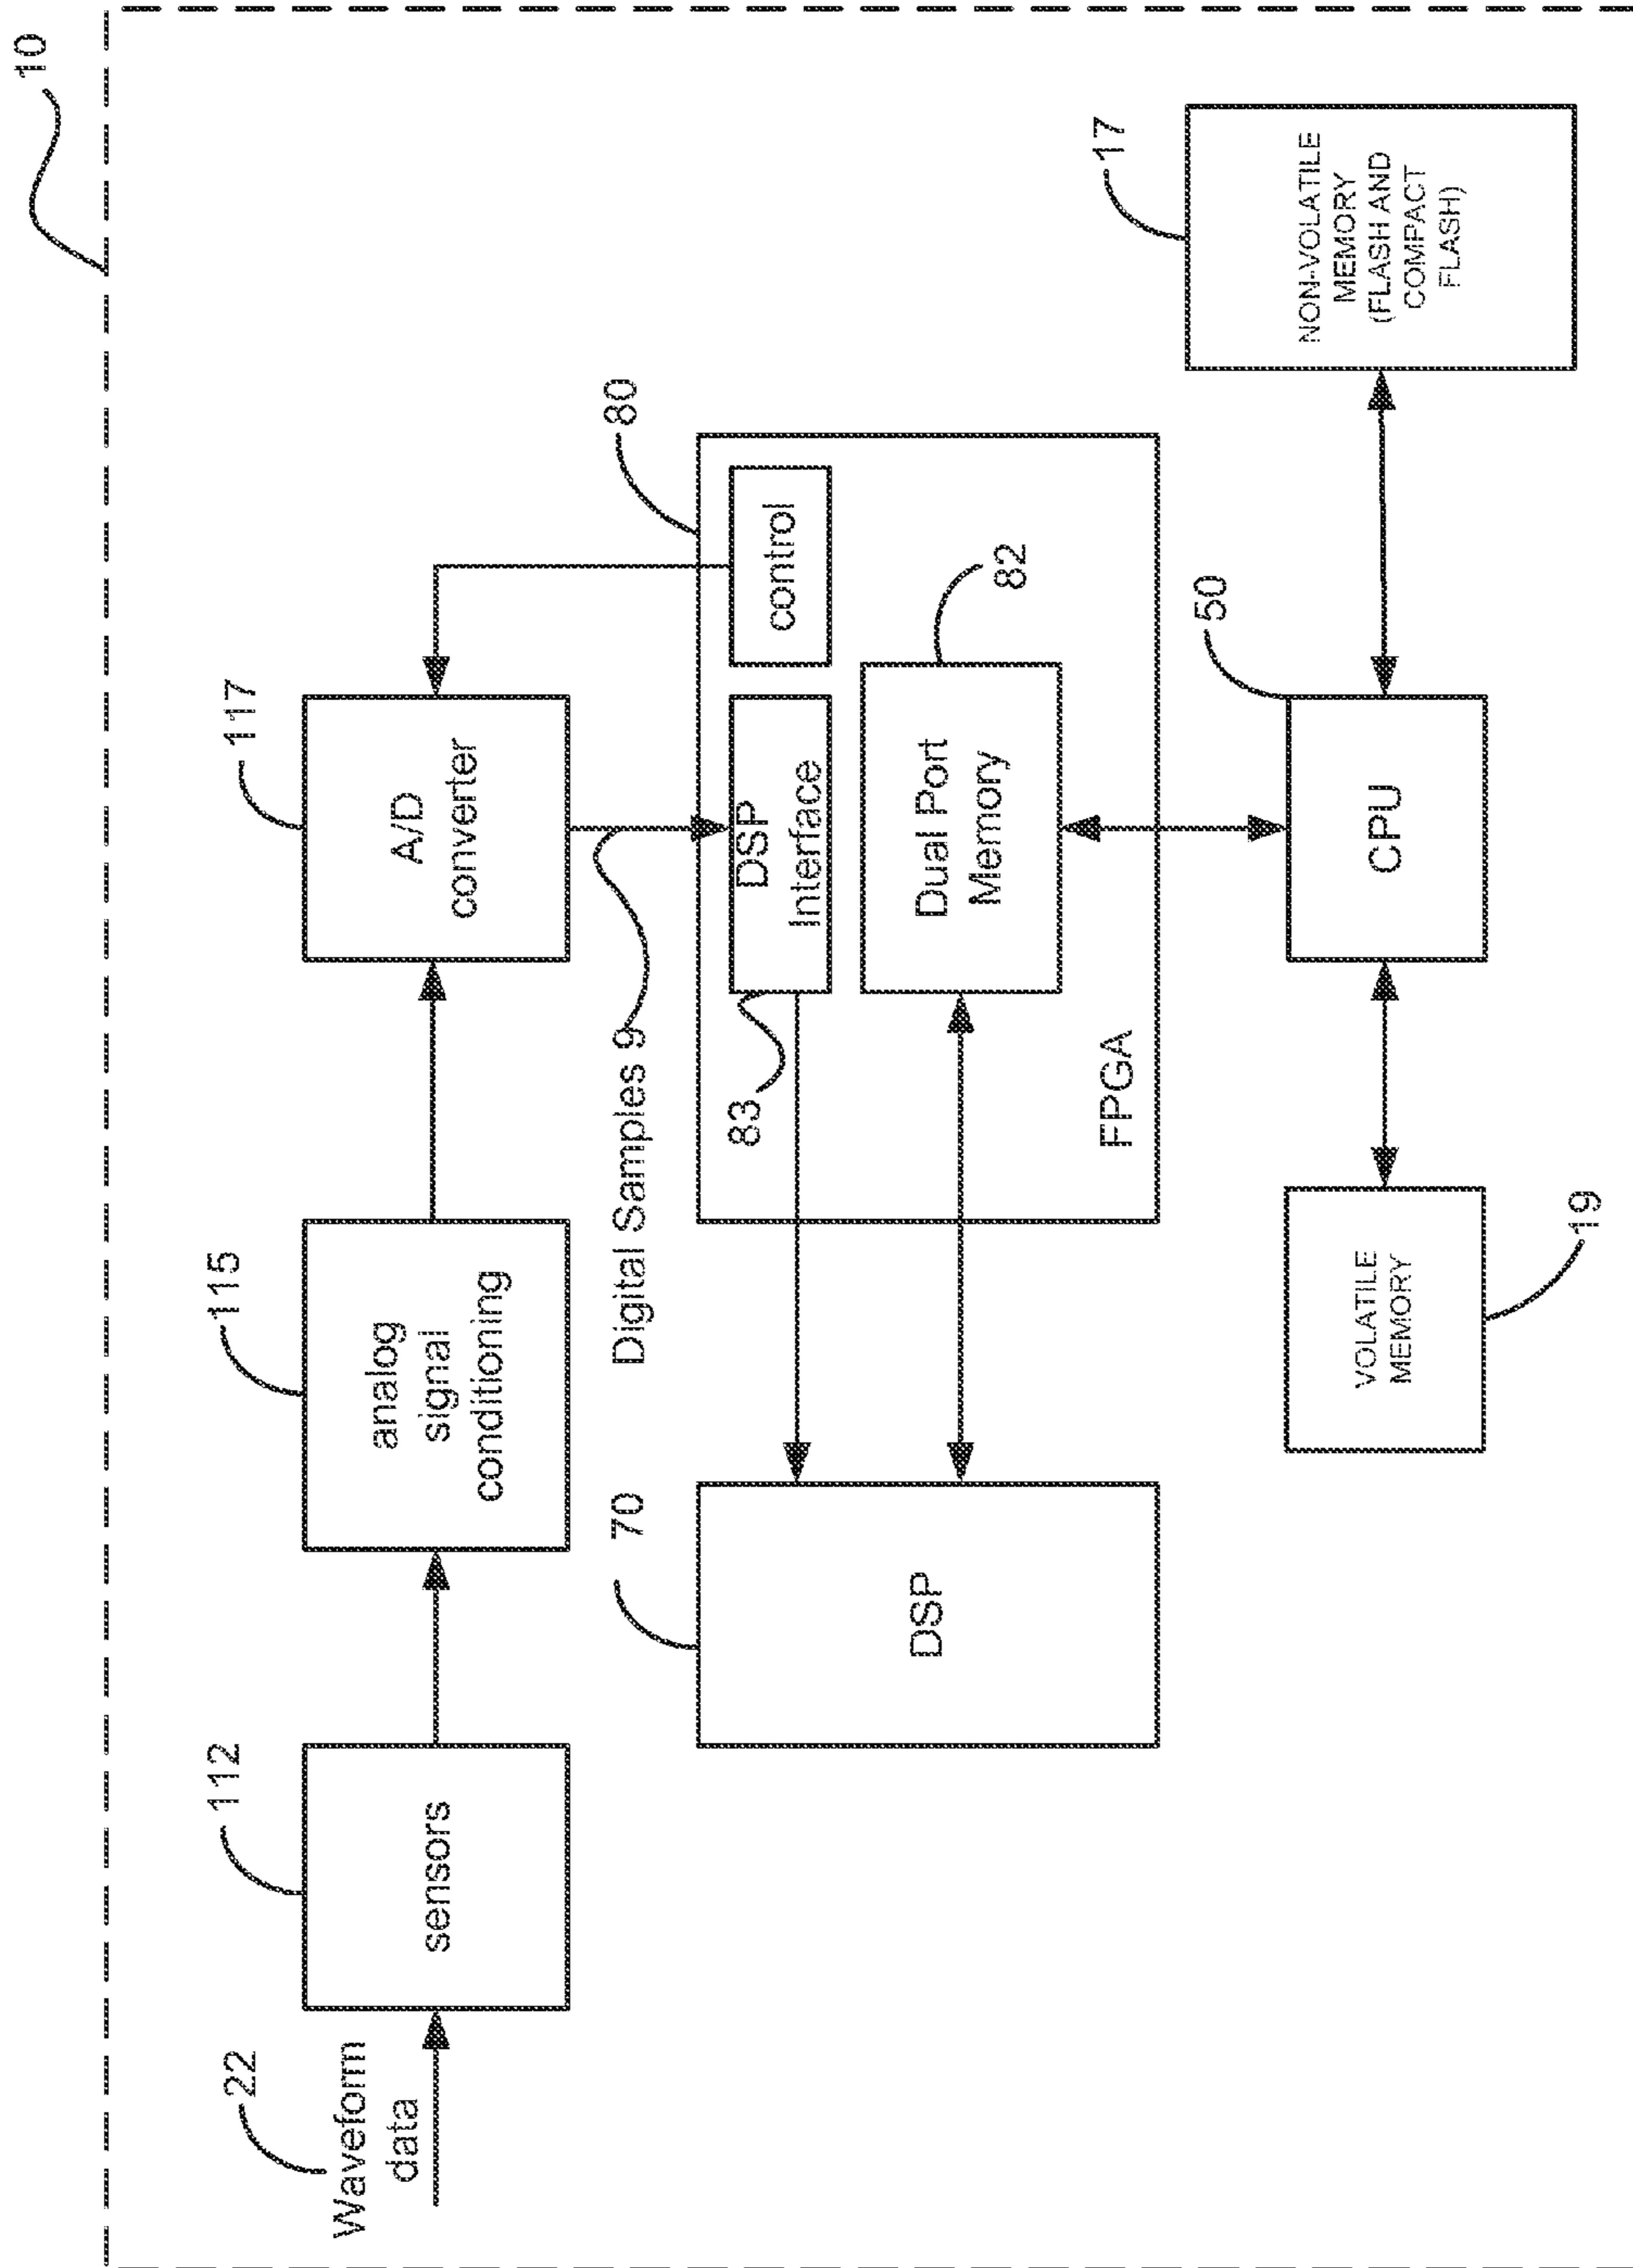 10
22
Waveform
data
112
sensors
115
analog
signal
conditioning
117
A/D
converter
Digital Samples 9
80
control
DSP
Interface
83
82
Dual Port
Memory
FPGA
70
DSP
50
CPU
19
VOLATILE
MEMORY
17
NON-VOLATILE
MEMORY
(FLASH AND
COMPACT
FLASH)